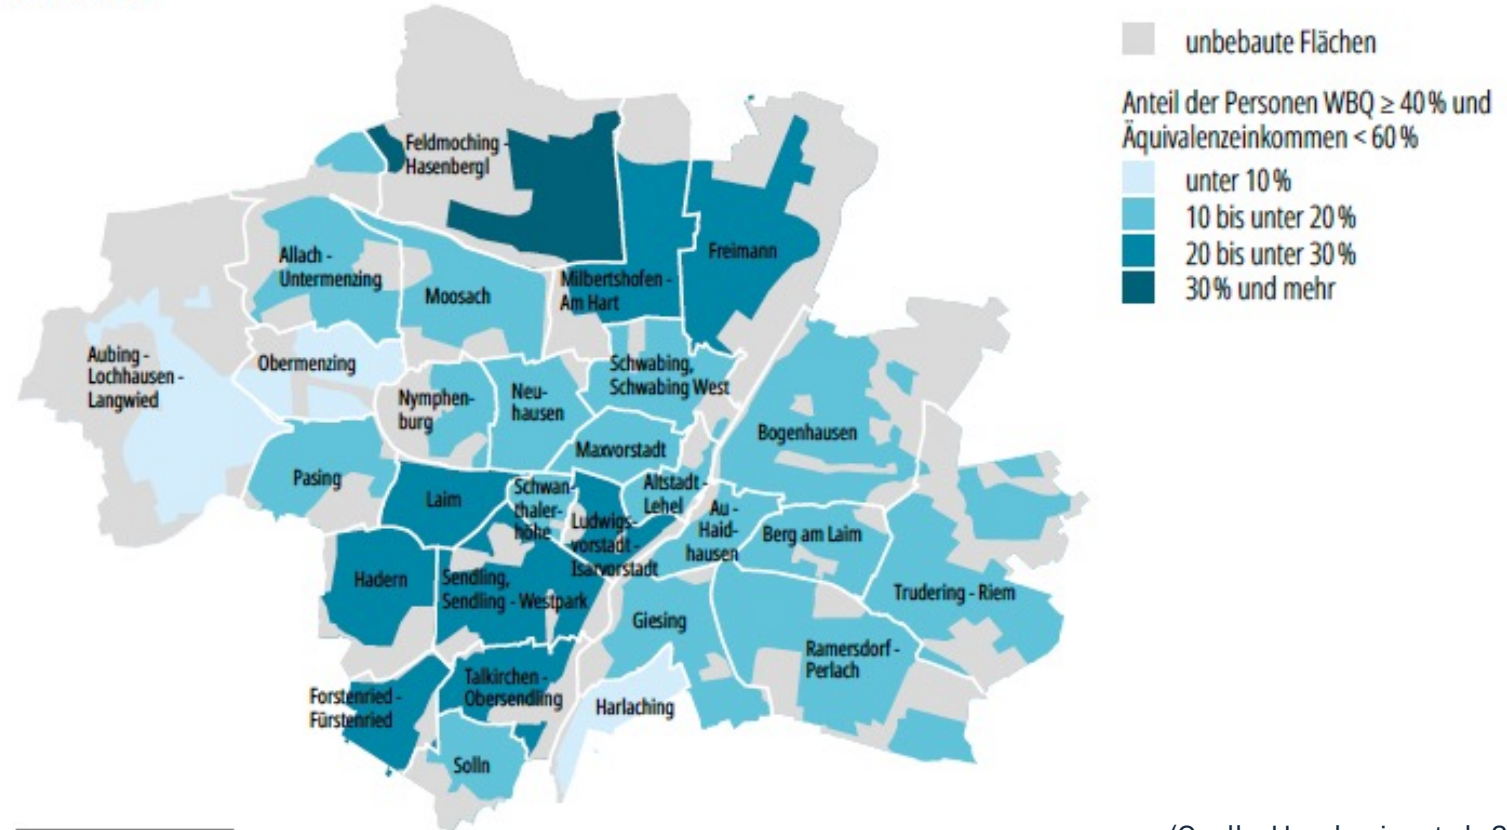 unbebaute Flächen
Anteil der Personen WBQ ≥ 40 % und
Äquivalenzeinkommen < 60 %
unter 10 %
10 bis unter 20 %
20 bis unter 30 %
30 % und mehr
Feldmoching -
Hasenbergl
Allach -
Untermenzing
Moosach
Milbertshofen -
Am Hart
Freimann
Aubing -
Lochhausen -
Langwied
Obermenzing
Nymphen-
burg
Neu-
hausen
Schwabing,
Schwabing West
Maxvorstadt
Bogenhausen
Pasing
Laim
Schwan-
thaler-
höhe
Ludwigs-
vorstadt -
Isarvorstadt
Altstadt -
Lehel
Au -
Haid-
hausen
Berg am Laim
Trudering - Riem
Hadern
Sendling,
Sendling - Westpark
Giesing
Ramersdorf -
Perlach
Forstenried -
Fürstenried
Talkirchen -
Obersendling
Harlaching
Solln